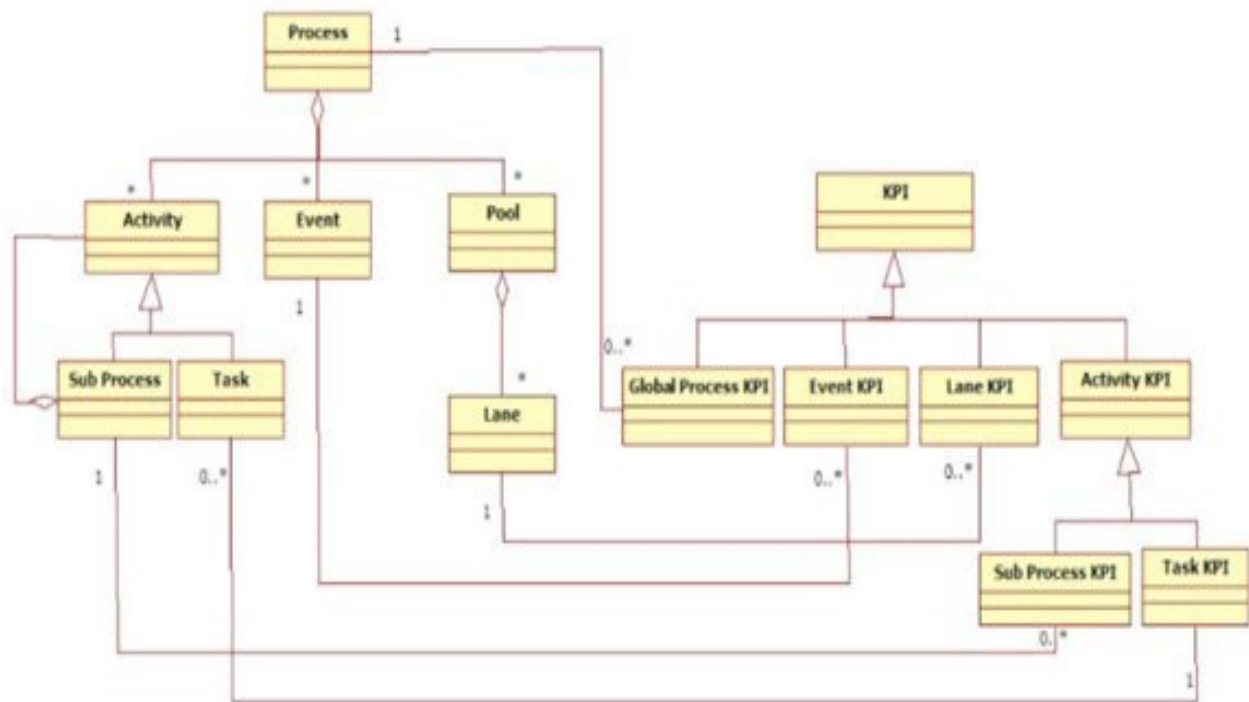 Process
1
*
*
*
Activity
Event
Pool
KPI
1
0..*
Sub Process
Task
Global Process KPI
Event KPI
Lane KPI
Activity KPI
*
Lane
1
0..*
1
0..*
0..*
Sub Process KPI
Task KPI
0..*
1